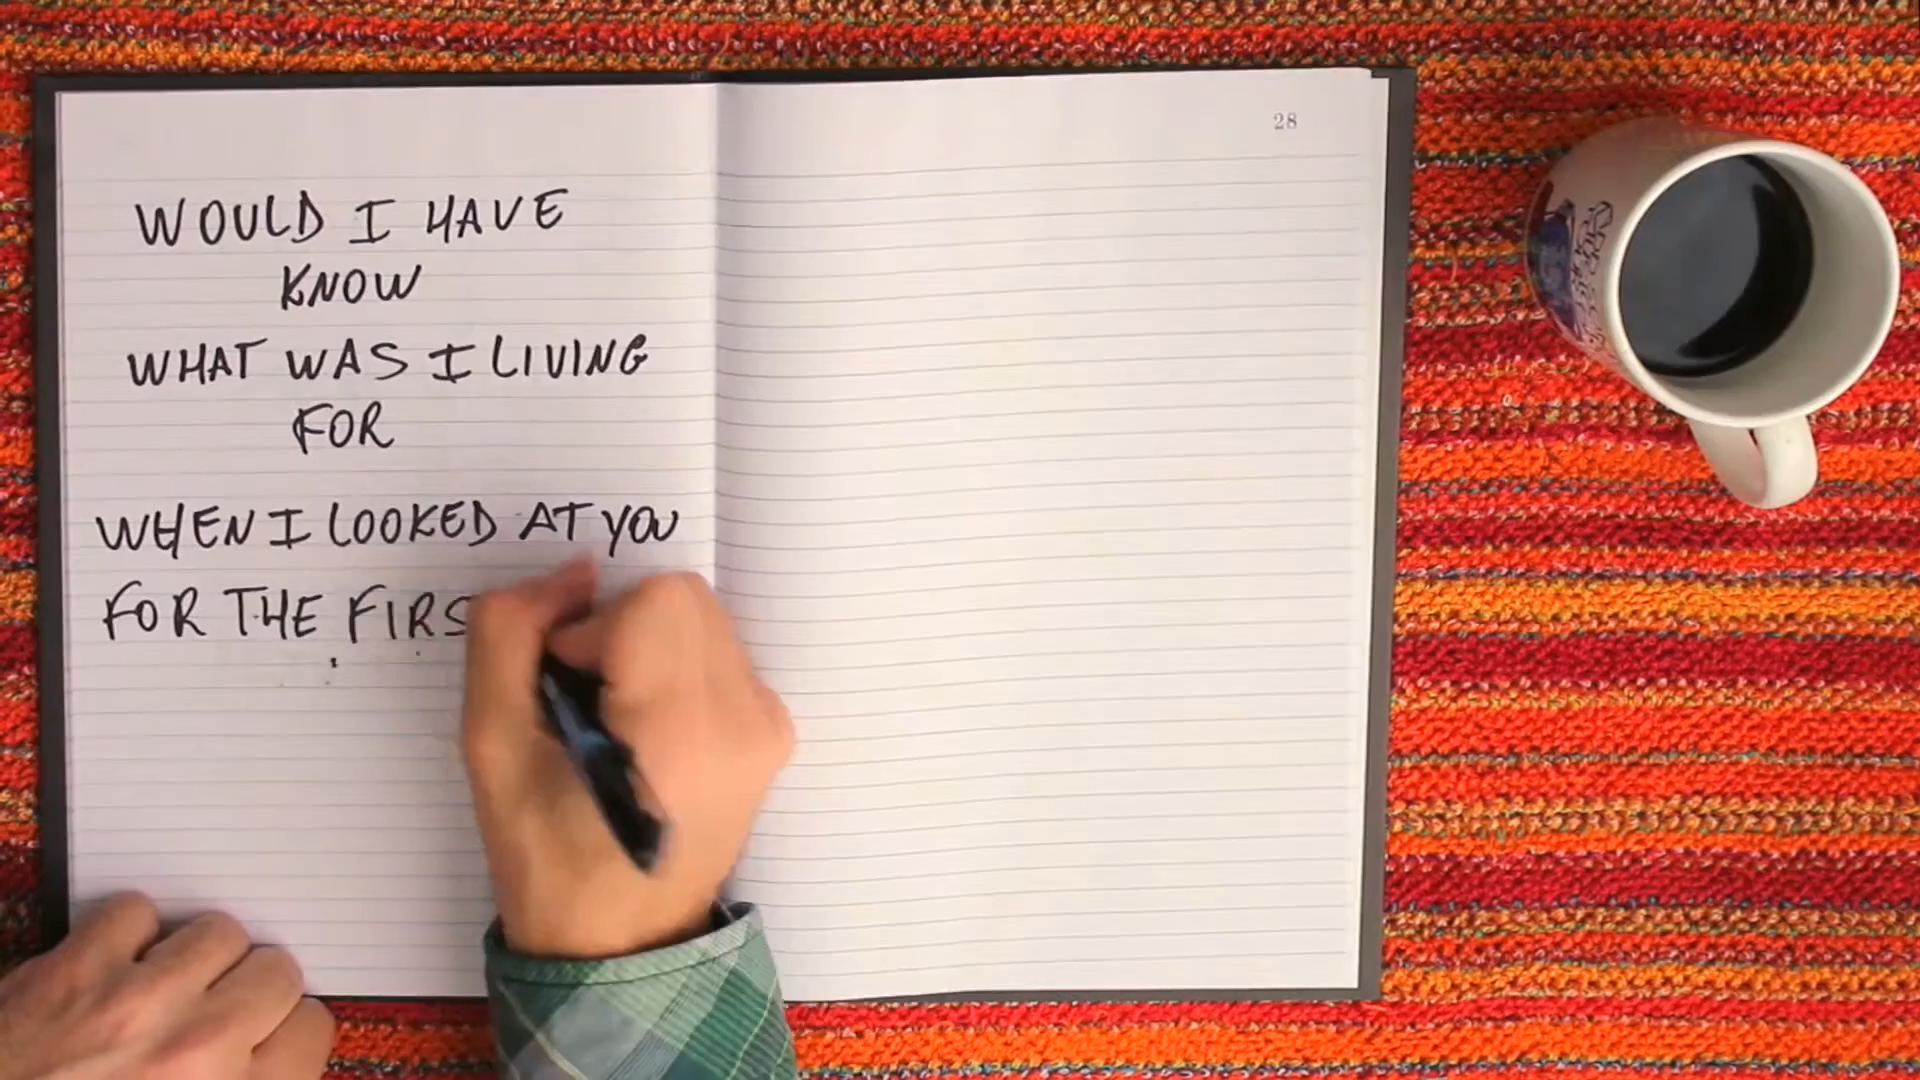 WOULD I HAVE
KNOW
WHAT WAS I LIVING
FOR
WHEN I LOOKED AT YOU
FOR THE FIRS
28